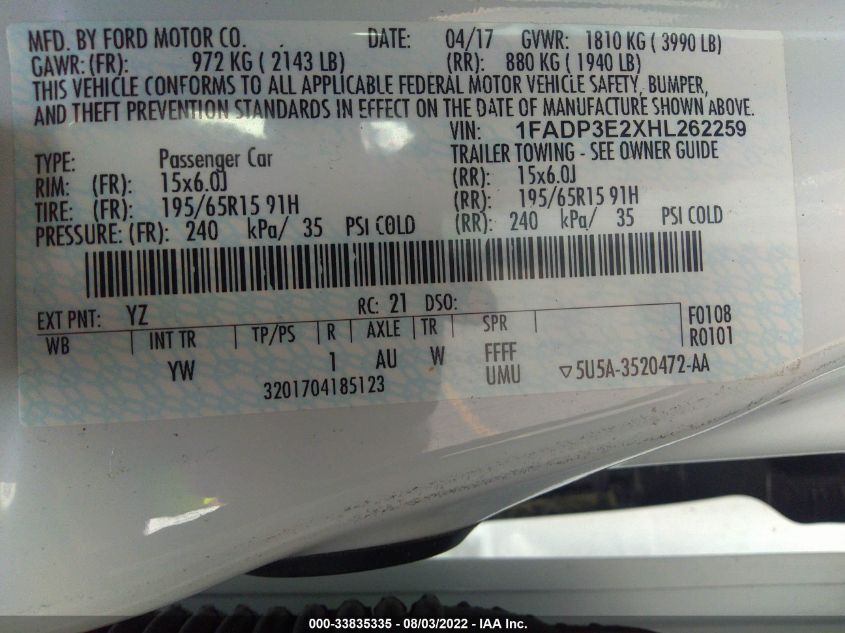 MFD. BY FORD MOTOR CO. DATE: 04/17 GVWR: 1810 KG ( 3990 LB)
GAWR: (FR): 972 KG ( 2143 LB) (RR): 880 KG ( 1940 LB)
THIS VEHICLE CONFORMS TO ALL APPLICABLE FEDERAL MOTOR VEHICLE SAFETY, BUMPER,
AND THEFT PREVENTION STANDARDS IN EFFECT ON THE DATE OF MANUFACTURE SHOWN ABOVE.
VIN: 1FADP3E2XHL262259
TYPE: Passenger Car TRAILER TOWING - SEE OWNER GUIDE
RIM: (FR): 15x6.0J (RR): 15x6.0J
TIRE: (FR): 195/65R15 91H (RR): 195/65R15 91H
PRESSURE: (FR): 240 kPa/ 35 PSI COLD (RR): 240 kPa/ 35 PSI COLD
EXT PNT: YZ RC: 21 DSO: F0108
WB INT TR TP/PS R AXLE TR SPR R0101
YW 1 AU W FFFF
UMU ▽5U5A-3520472-AA
3201704185123
000-33835335 - 08/03/2022 - IAA Inc.